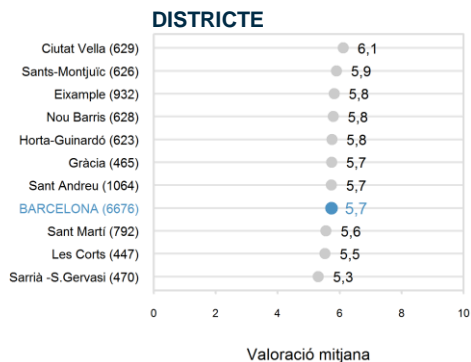 DISTRICTE
Ciutat Vella (629) 6,1
Sants-Montjuïc (626) 5,9
Eixample (932) 5,8
Nou Barris (628) 5,8
Horta-Guinardó (623) 5,8
Gràcia (465) 5,7
Sant Andreu (1064) 5,7
BARCELONA (6676) 5,7
Sant Martí (792) 5,6
Les Corts (447) 5,5
Sarrià -S.Gervasi (470) 5,3
0 2 4 6 8 10
Valoració mitjana